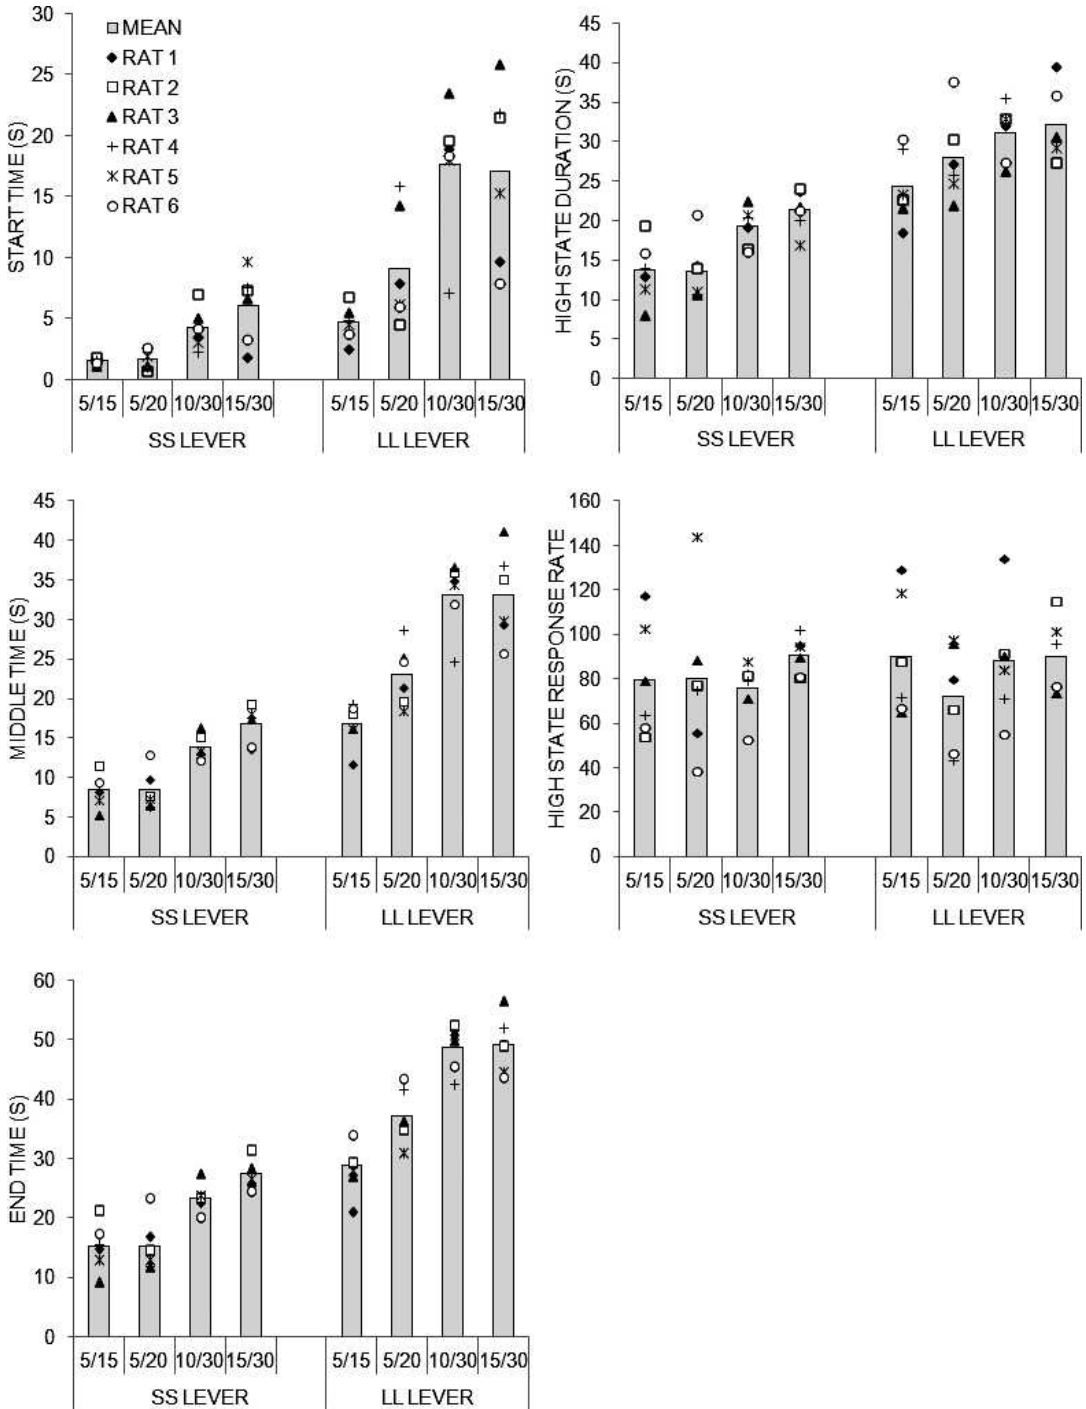 START TIME (S)
30
25
20
15
10
5
0
MEAN
RAT 1
RAT 2
RAT 3
RAT 4
RAT 5
RAT 6
5/15 5/20 10/30 15/30 5/15 5/20 10/30 15/30
SS LEVER LL LEVER
HIGH STATE DURATION (S)
45
40
35
30
25
20
15
10
5
0
5/15 5/20 10/30 15/30 5/15 5/20 10/30 15/30
SS LEVER LL LEVER
MIDDLE TIME (S)
45
40
35
30
25
20
15
10
5
0
5/15 5/20 10/30 15/30 5/15 5/20 10/30 15/30
SS LEVER LL LEVER
HIGH STATE RESPONSE RATE
160
140
120
100
80
60
40
20
0
5/15 5/20 10/30 15/30 5/15 5/20 10/30 15/30
SS LEVER LL LEVER
END TIME (S)
60
50
40
30
20
10
0
5/15 5/20 10/30 15/30 5/15 5/20 10/30 15/30
SS LEVER LL LEVER